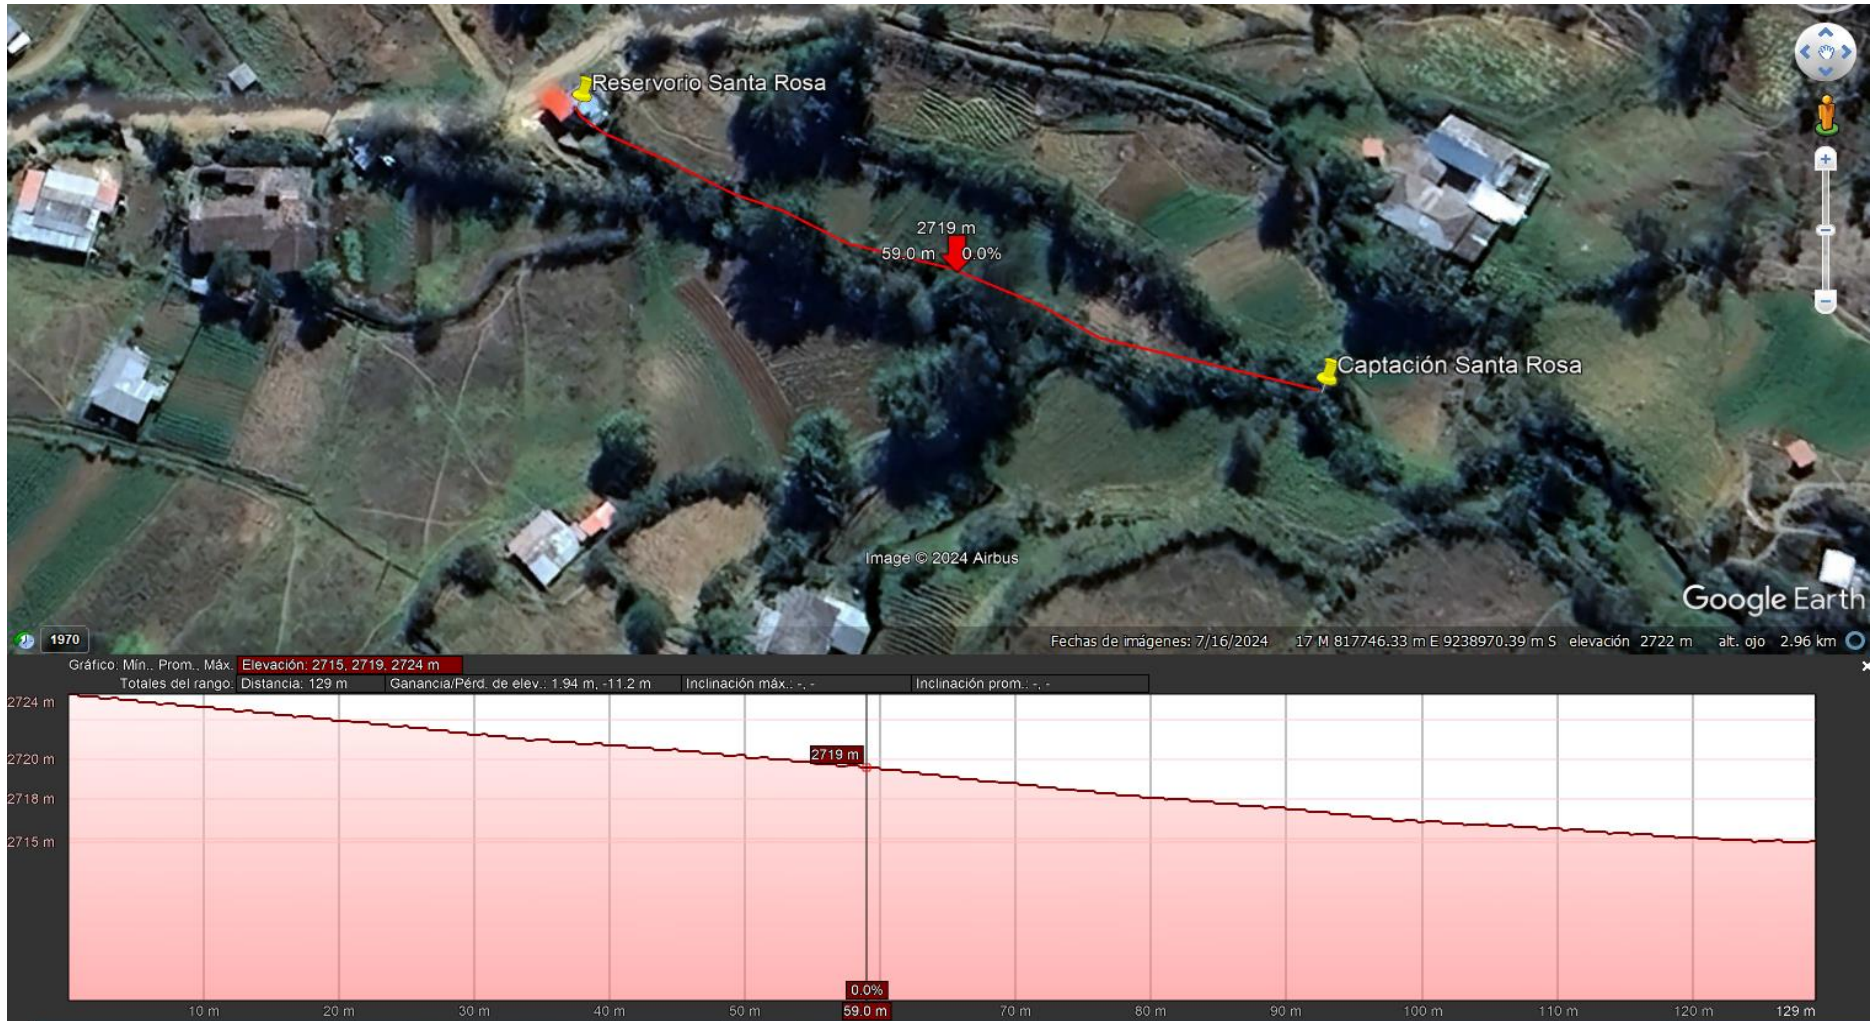 Reservorio Santa Rosa
2719 m
59.0 m 0.0%
Captación Santa Rosa
Image © 2024 Airbus
Google Earth
1970
Fechas de imágenes: 7/16/2024 17 M 817746.33 m E 9238970.39 m S elevación 2722 m alt. ojo 2.96 km
Gráfico: Mín., Prom., Máx. Elevación: 2715, 2719, 2724 m
Totales del rango: Distancia: 129 m Ganancia/Pérd. de elev.: 1.94 m, -11.2 m Inclinación máx.: -, - Inclinación prom.: -, -
2724 m
2719 m
2720 m
2718 m
2715 m
0.0%
10 m 20 m 30 m 40 m 50 m 59.0 m 70 m 80 m 90 m 100 m 110 m 120 m 129 m